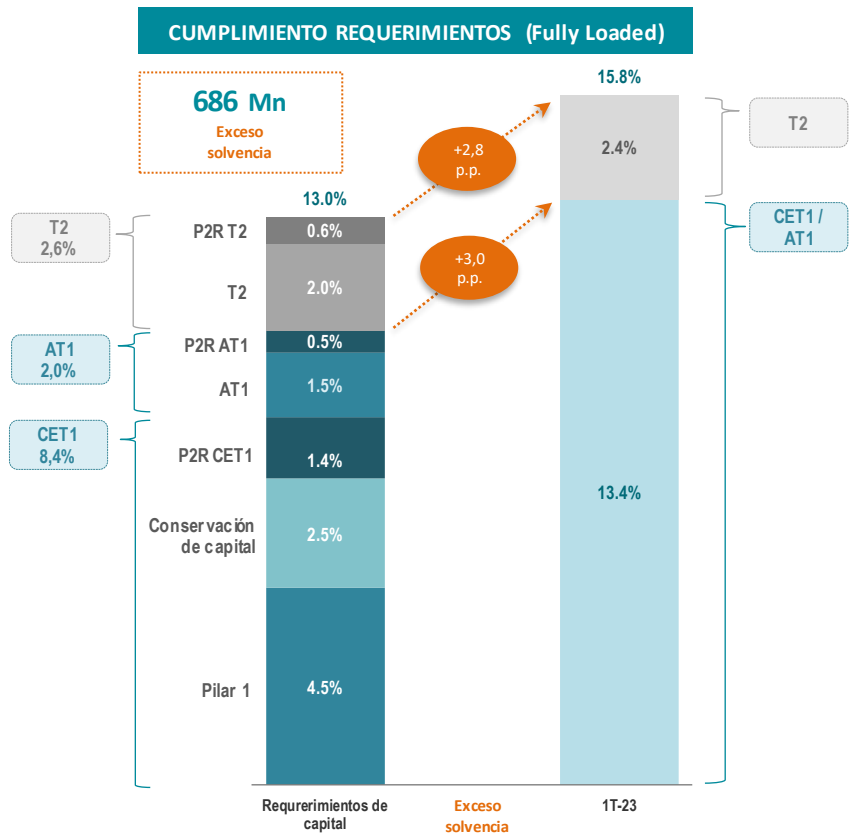 CUMPLIMIENTO REQUERIMIENTOS (Fully Loaded)
686 Mn
Exceso
solvencia
13.0%
15.8%
+2,8
p.p.
+3,0
p.p.
T2
2,6%
AT1
2,0%
CET1
8,4%
P2R T2
0.6%
T2
2.0%
P2R AT1
0.5%
AT1
1.5%
P2R CET1
1.4%
Conservación
de capital
2.5%
Pilar 1
4.5%
2.4%
13.4%
T2
CET1 /
AT1
Requrerimientos de
capital
Exceso
solvencia
1T-23